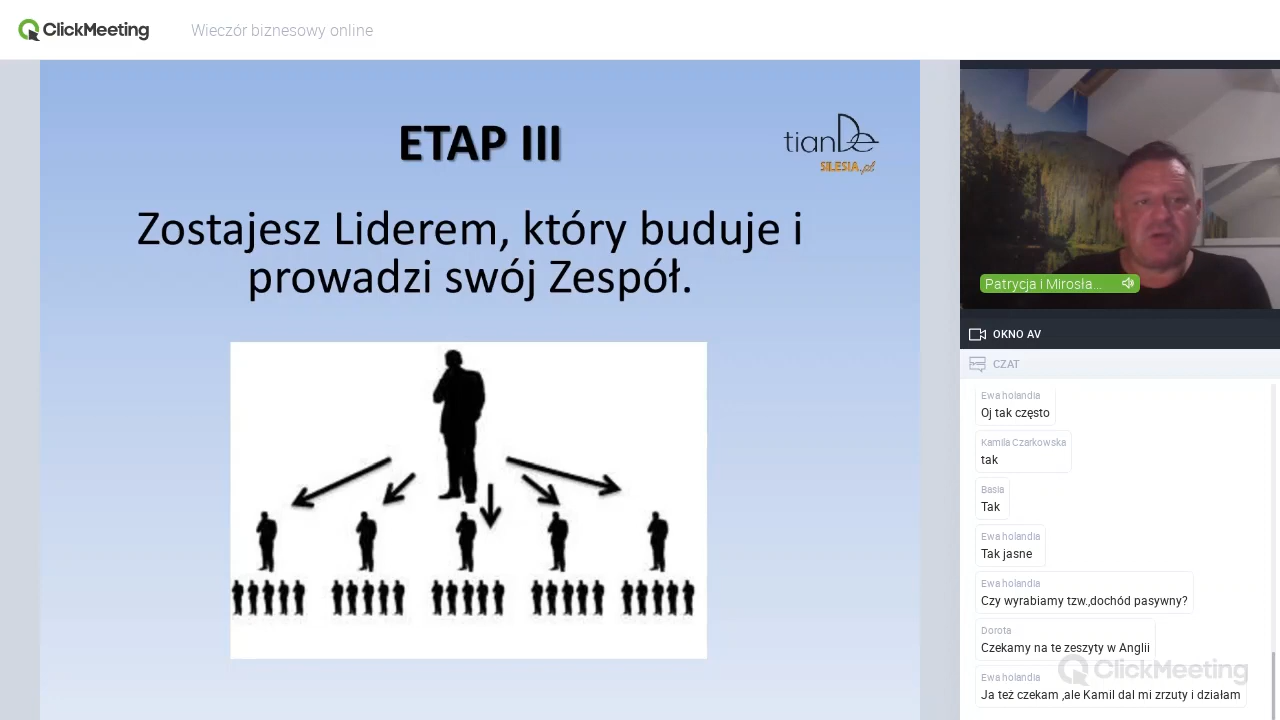 ClickMeeting
Wieczór biznesowy online
ETAP III
tianDe
SILESIA.pl
Zostajesz Liderem, który buduje i
prowadzi swój Zespół.
Patrycja i Mirosła...
OKNO AV
CZAT
Ewa holandia
Oj tak często
Kamila Czarkowska
tak
Basia
Tak
Ewa holandia
Tak jasne
Ewa holandia
Czy wyrabiamy tzw.,dochód pasywny?
Dorota
Czekamy na te zeszyty w Anglii
ClickMeeting
Ewa holandia
Ja też czekam ,ale Kamil dal mi zrzuty i działam